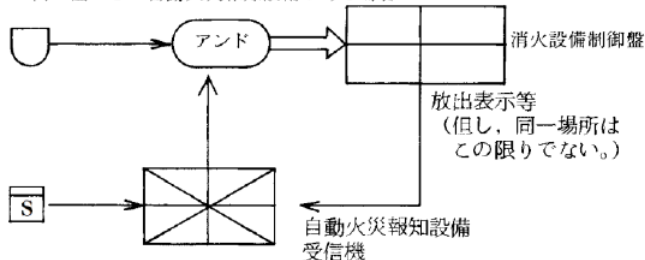 アンド
消火設備制御盤
放出表示等
（但し，同一場所は
この限りでない。）
S
自動火災報知設備
受信機